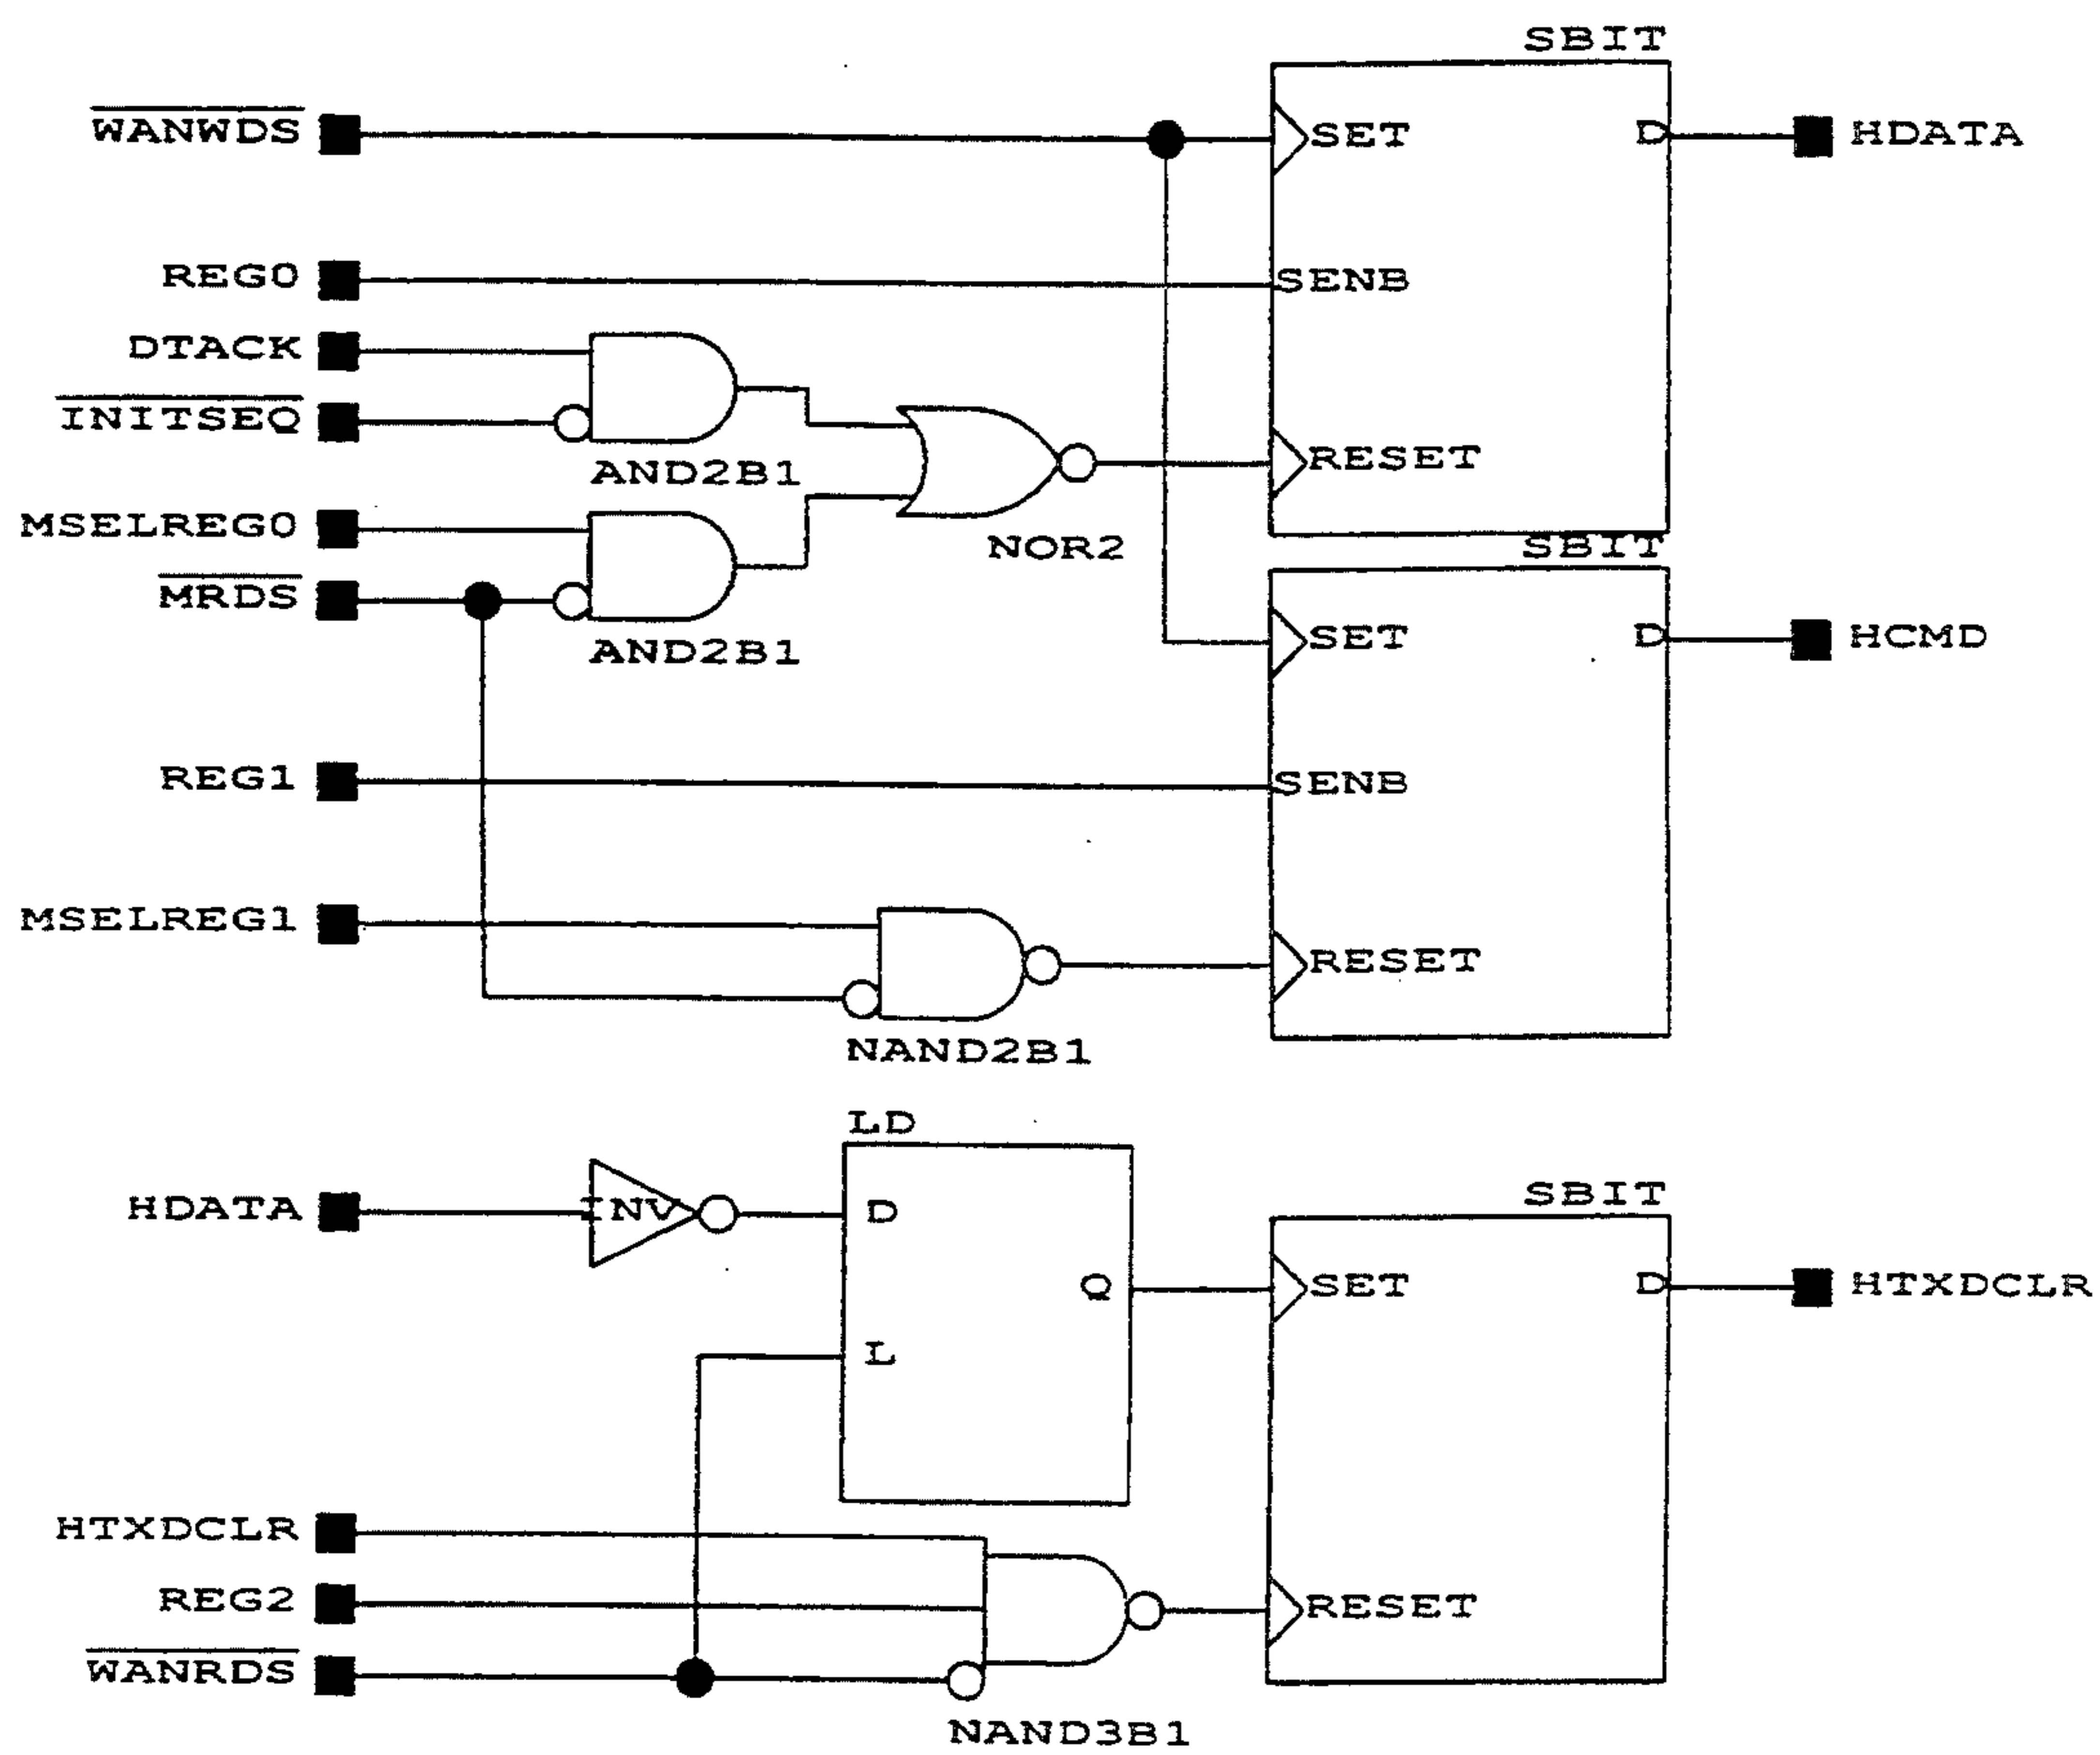 SBIT
WANWDS
SET
D
HDATA
REG0
SENB
DTACK
INITSEQ
AND2B1
RESET
MSELREG0
NOR2
SBIT
MRDS
AND2B1
SET
D
HCMD
REG1
SENB
MSELREG1
RESET
NAND2B1
LD
HDATA
INV
D
SBIT
Q
SET
D
HTXDCLR
L
HTXDCLR
REG2
RESET
WANRDS
NAND3B1